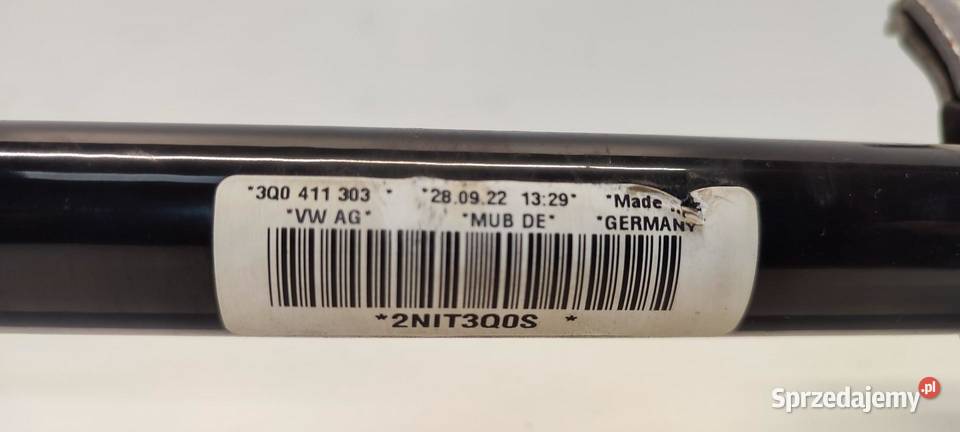 *3Q0 411 303 * *28.09.22 13:29* *Made
*VW AG* *MUB DE* *GERMANY
*2NIT3Q0S *
Sprzedajemy.pl